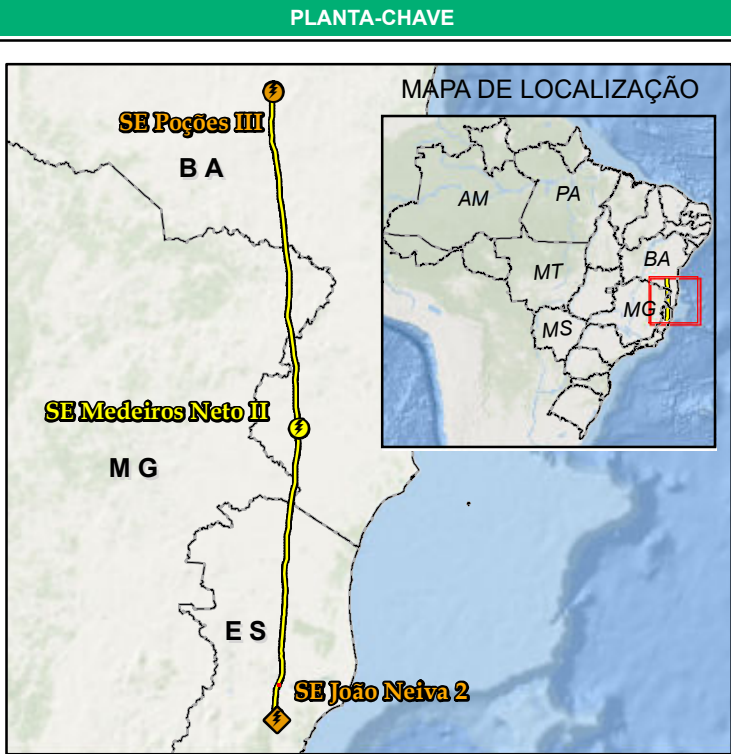 PLANTA-CHAVE
MAPA DE LOCALIZAÇÃO
SE Poções III
B A
AM
PA
BA
MT
MG
MS
SE Medeiros Neto II
M G
E S
SE João Neiva 2